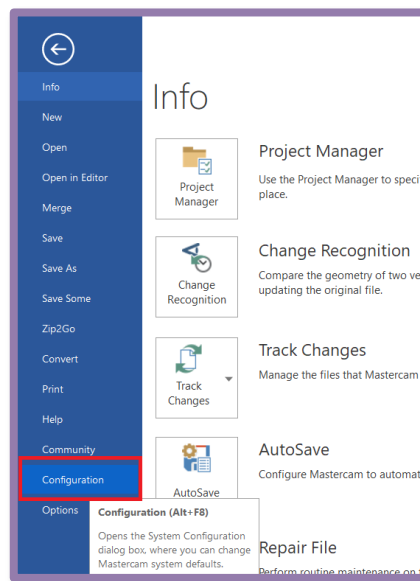 Info
New
Open
Open in Editor
Merge
Save
Save As
Save Some
Zip2Go
Convert
Print
Help
Community
Configuration
Options
Info
Project
Manager
Project Manager
Use the Project Manager to speci
place.
Change
Recognition
Change Recognition
Compare the geometry of two ve
updating the original file.
Track
Changes
Track Changes
Manage the files that Mastercam
AutoSave
AutoSave
Configure Mastercam to automat
Configuration (Alt+F8)
Opens the System Configuration
dialog box, where you can change
Mastercam system defaults.
Repair File
Perform routine maintenance on